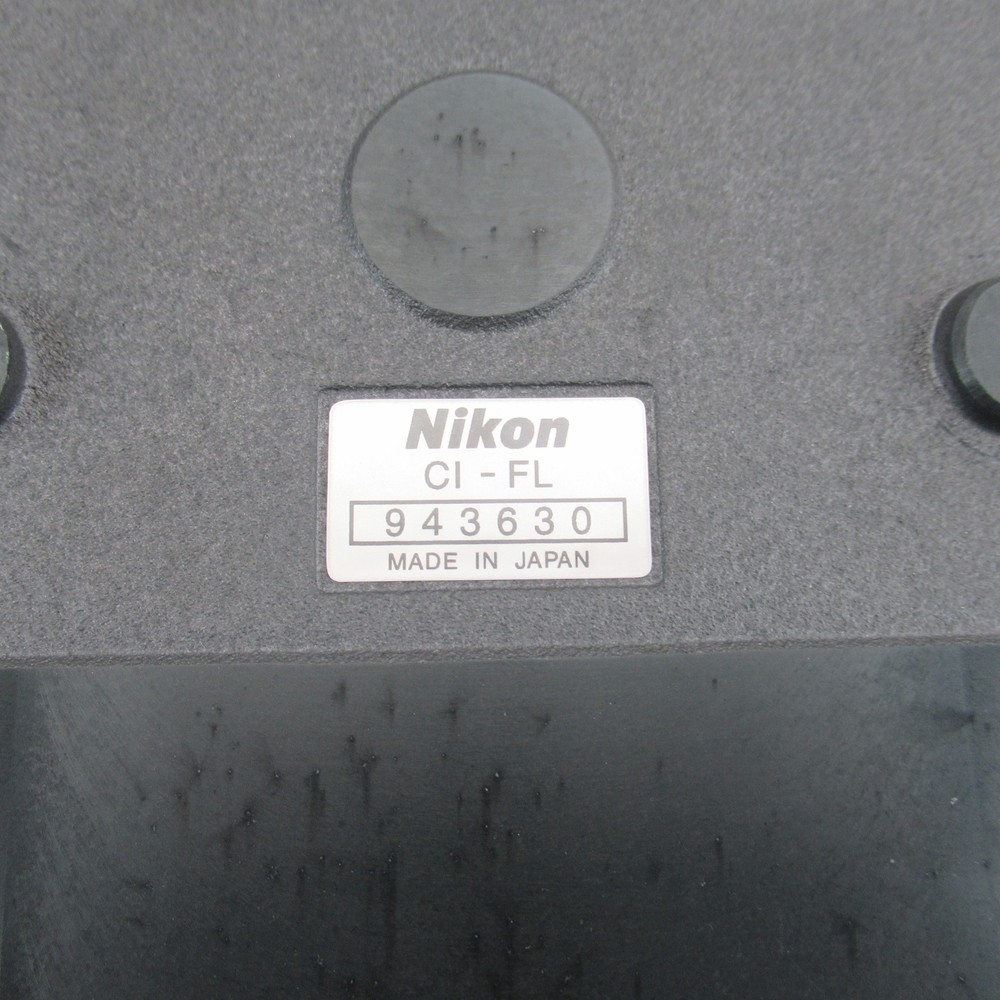 Nikon
CI - FL
943630
MADE IN JAPAN